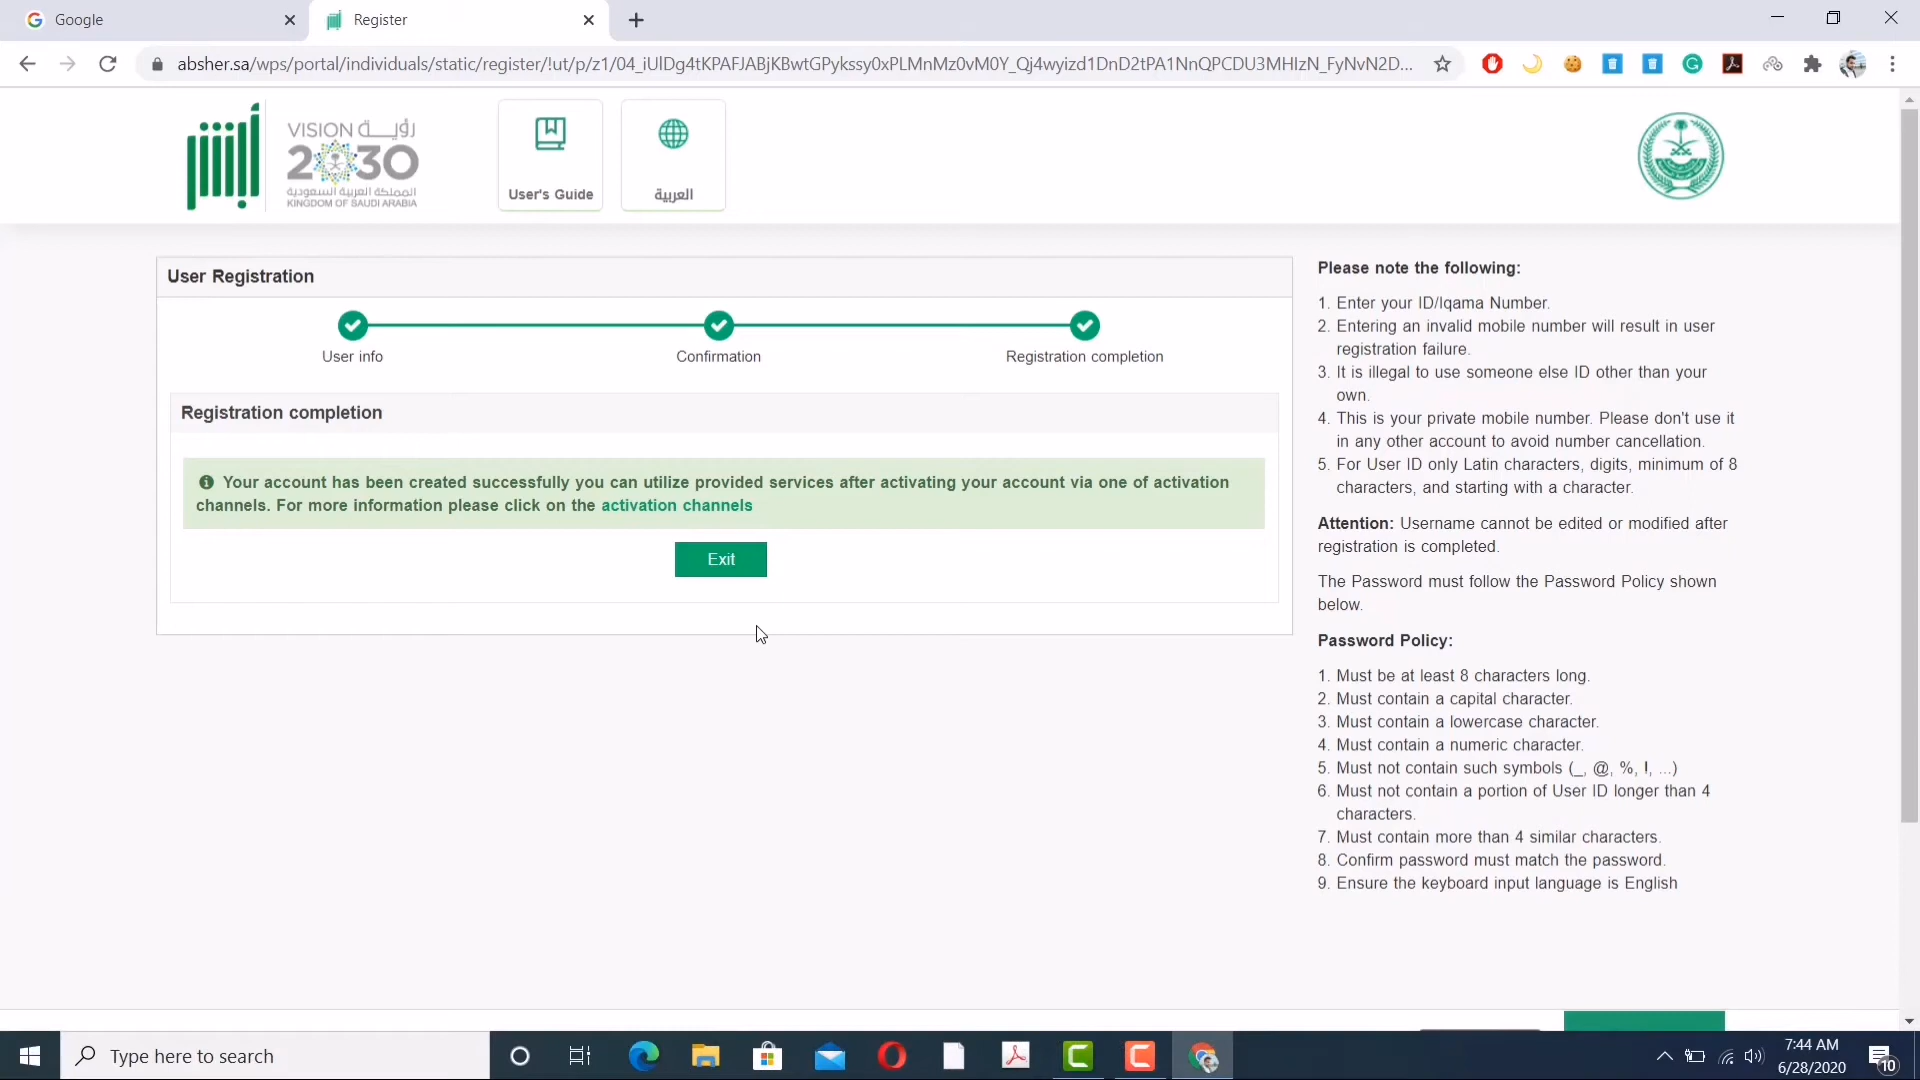 Google
Register
absher.sa/wps/portal/individuals/static/register/!ut/p/z1/04_iUlDg4tKPAFJABjKBwtGPykssy0xPLMnMz0vM0Y_Qj4wyizd1DnD2tPA1NnQPCDU3MHIzN_FyNvN2D...
أبشر
VISION رؤية
2030
المملكة العربية السعودية
KINGDOM OF SAUDI ARABIA
User's Guide
العربية
User Registration
User info
Confirmation
Registration completion
Registration completion
Your account has been created successfully you can utilize provided services after activating your account via one of activation
channels. For more information please click on the activation channels
Exit
Please note the following:
1. Enter your ID/Iqama Number.
2. Entering an invalid mobile number will result in user
registration failure.
3. It is illegal to use someone else ID other than your
own.
4. This is your private mobile number. Please don't use it
in any other account to avoid number cancellation.
5. For User ID only Latin characters, digits, minimum of 8
characters, and starting with a character.
Attention: Username cannot be edited or modified after
registration is completed.
The Password must follow the Password Policy shown
below.
Password Policy:
1. Must be at least 8 characters long.
2. Must contain a capital character.
3. Must contain a lowercase character.
4. Must contain a numeric character.
5. Must not contain such symbols (_, @, %, !, ...)
6. Must not contain a portion of User ID longer than 4
characters.
7. Must contain more than 4 similar characters.
8. Confirm password must match the password.
9. Ensure the keyboard input language is English
Type here to search
7:44 AM
6/28/2020
10